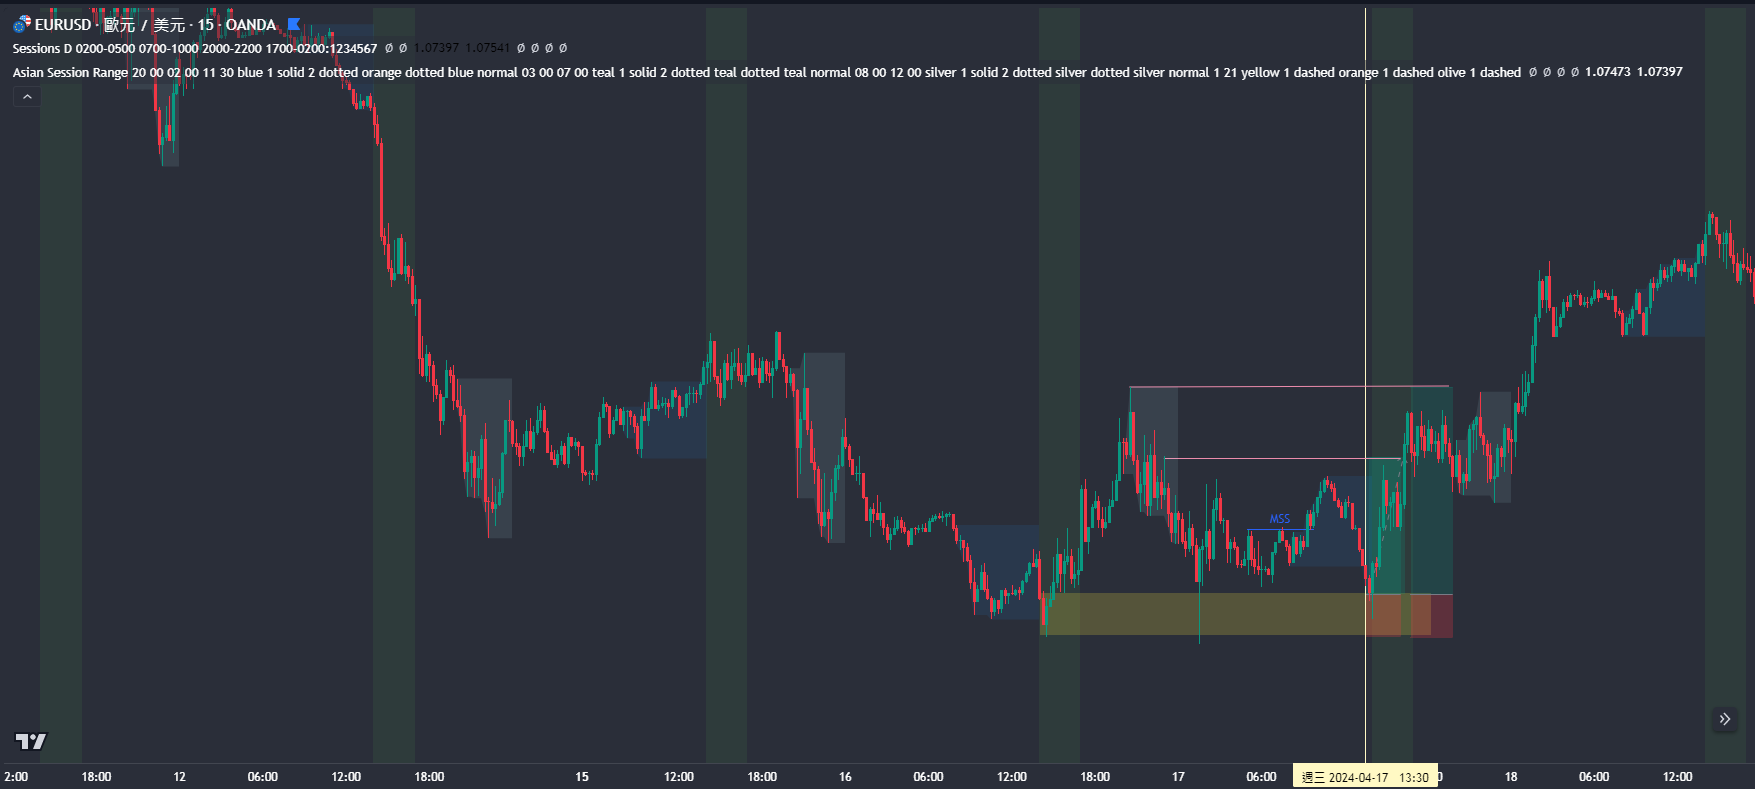 EURUSD · 歐元 / 美元 · 15 · OANDA
Sessions D 0200-0500 0700-1000 2000-2200 1700-0200:1234567 Ø Ø 1.07397 1.07541 Ø Ø Ø Ø
Asian Session Range 20 00 02 00 11 30 blue 1 solid 2 dotted orange dotted blue normal 03 00 07 00 teal 1 solid 2 dotted teal dotted teal normal 08 00 12 00 silver 1 solid 2 dotted silver dotted silver normal 1 21 yellow 1 dashed orange 1 dashed olive 1 dashed Ø Ø Ø Ø 1.07473 1.07397
MSS
2:00 18:00 12 06:00 12:00 18:00 15 12:00 18:00 16 06:00 12:00 18:00 17 06:00 週三 2024-04-17 13:30 0 18 06:00 12:00